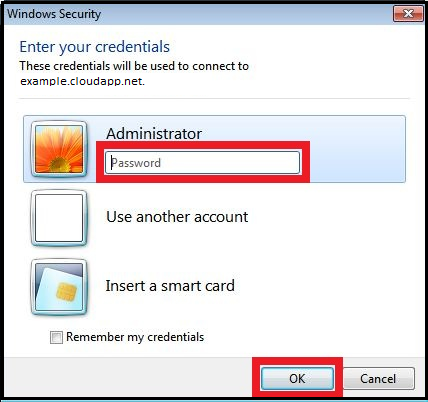 Windows Security
Enter your credentials
These credentials will be used to connect to
example.cloudapp.net.
Administrator
Password
Use another account
Insert a smart card
Remember my credentials
OK
Cancel